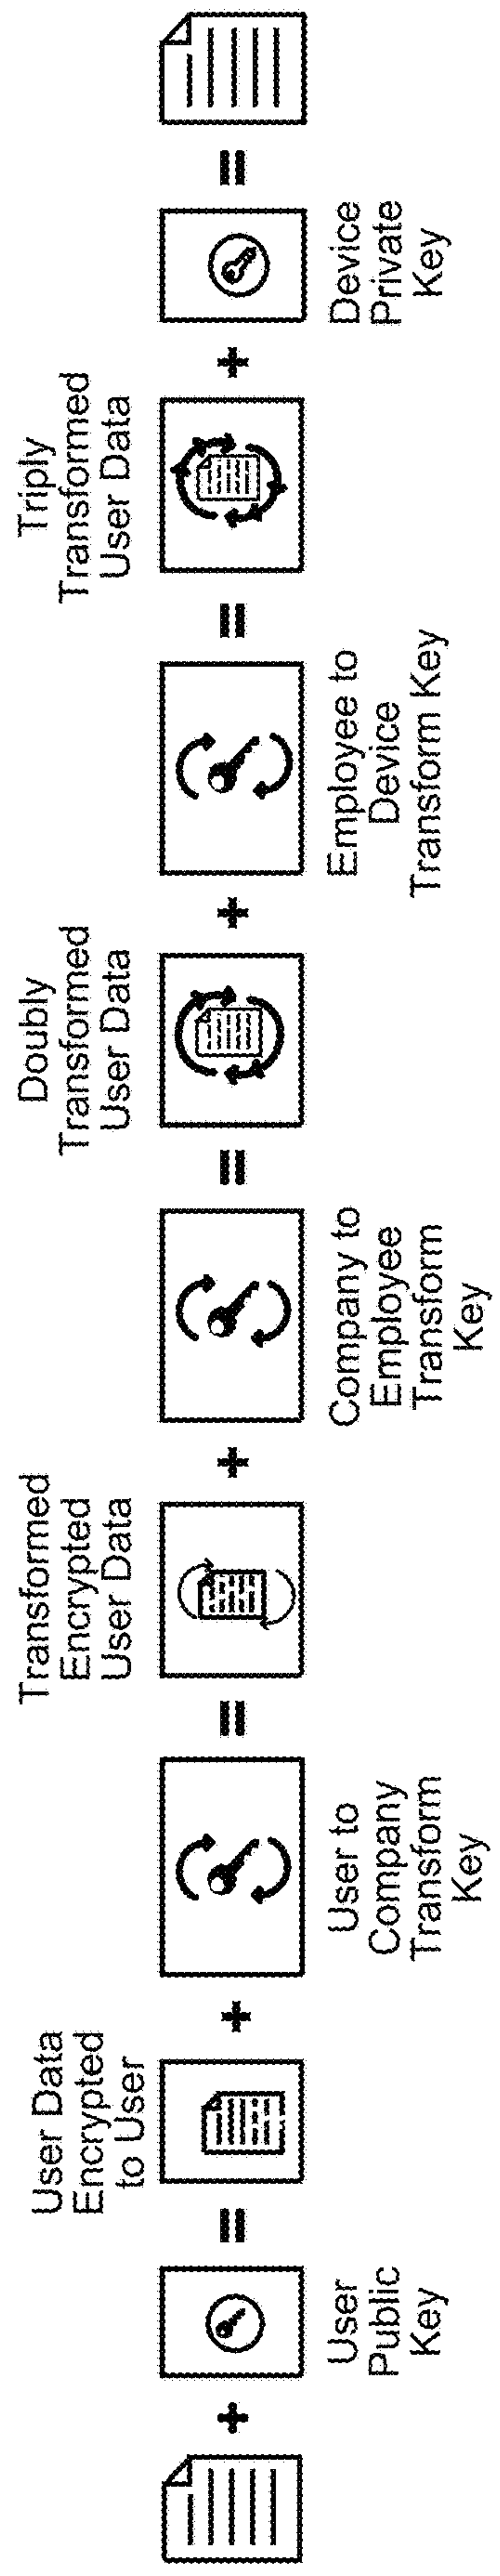 +
User
Public
Key
=
User Data
Encrypted
to User
+
User to
Company
Transform
Key
=
Transformed
Encrypted
User Data
+
Company to
Employee
Transform
Key
=
Doubly
Transformed
User Data
+
Employee to
Device
Transform Key
=
Triply
Transformed
User Data
+
Device
Private
Key
=